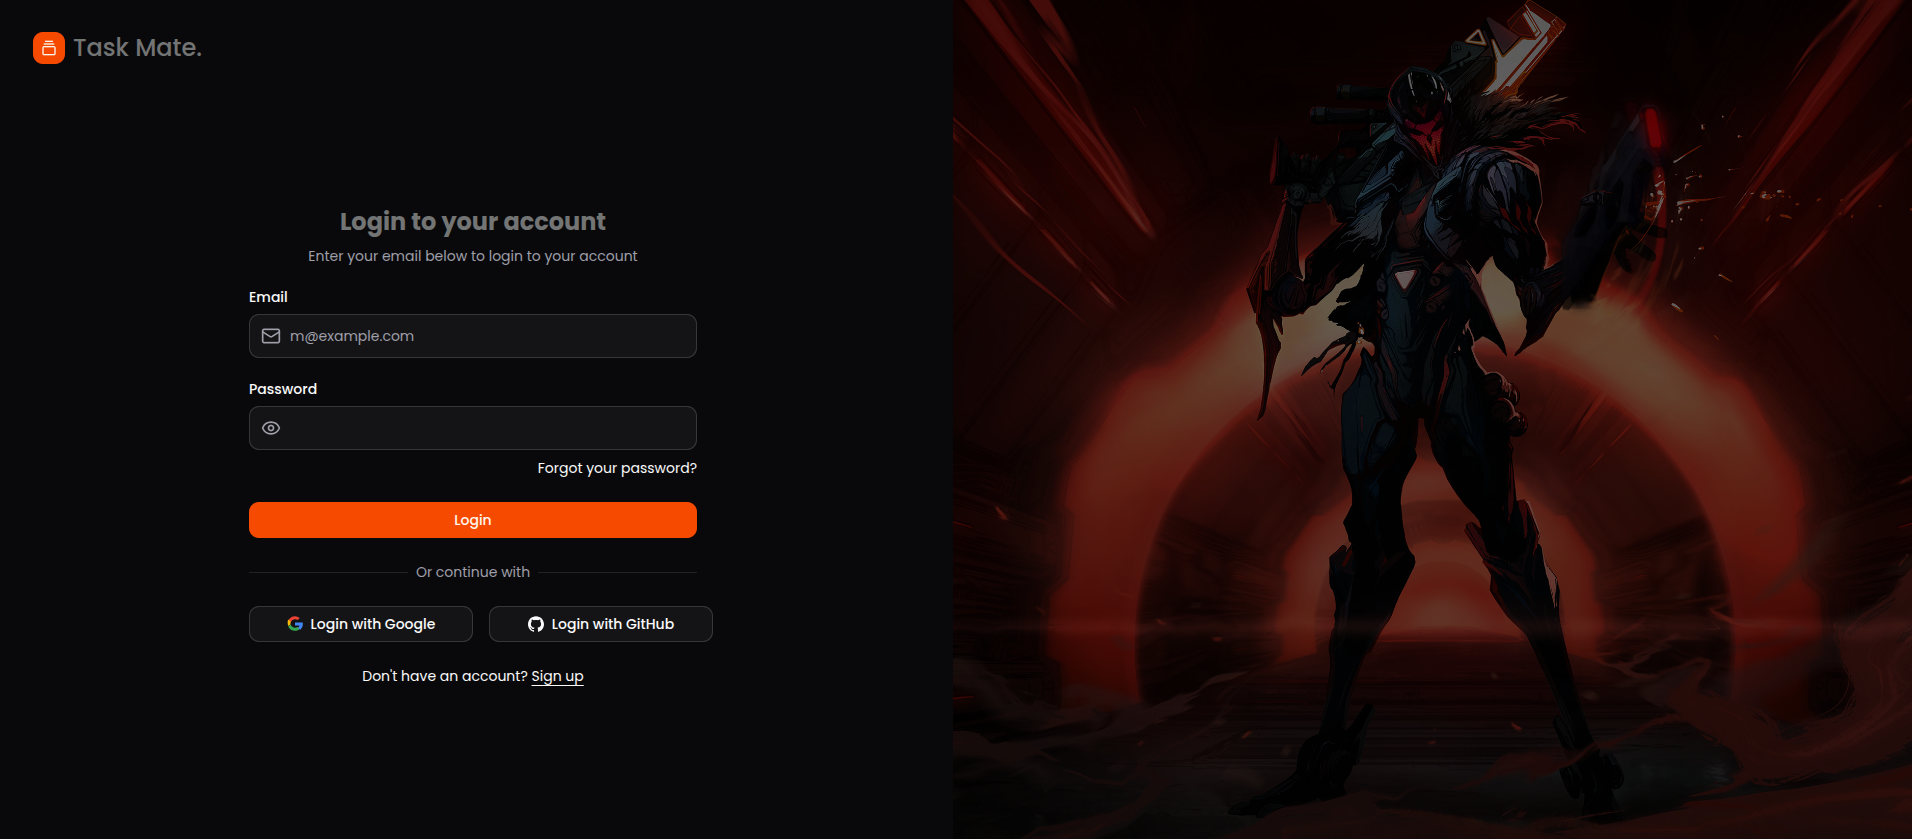 Task Mate.
Login to your account
Enter your email below to login to your account
Email
m@example.com
Password
Forgot your password?
Login
Or continue with
Login with Google
Login with GitHub
Don't have an account? Sign up